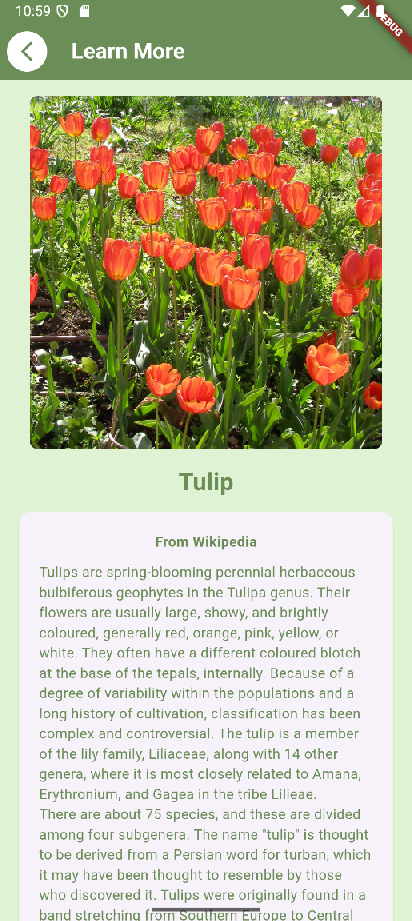 10:59
DEBUG
Learn More
Tulip
From Wikipedia
Tulips are spring-blooming perennial herbaceous
bulbiferous geophytes in the Tulipa genus. Their
flowers are usually large, showy, and brightly
coloured, generally red, orange, pink, yellow, or
white. They often have a different coloured blotch
at the base of the tepals, internally. Because of a
degree of variability within the populations and a
long history of cultivation, classification has been
complex and controversial. The tulip is a member
of the lily family, Liliaceae, along with 14 other
genera, where it is most closely related to Amana,
Erythronium, and Gagea in the tribe Lilieae.
There are about 75 species, and these are divided
among four subgenera. The name "tulip" is thought
to be derived from a Persian word for turban, which
it may have been thought to resemble by those
who discovered it. Tulips were originally found in a
band stretching from Southern Europe to Central